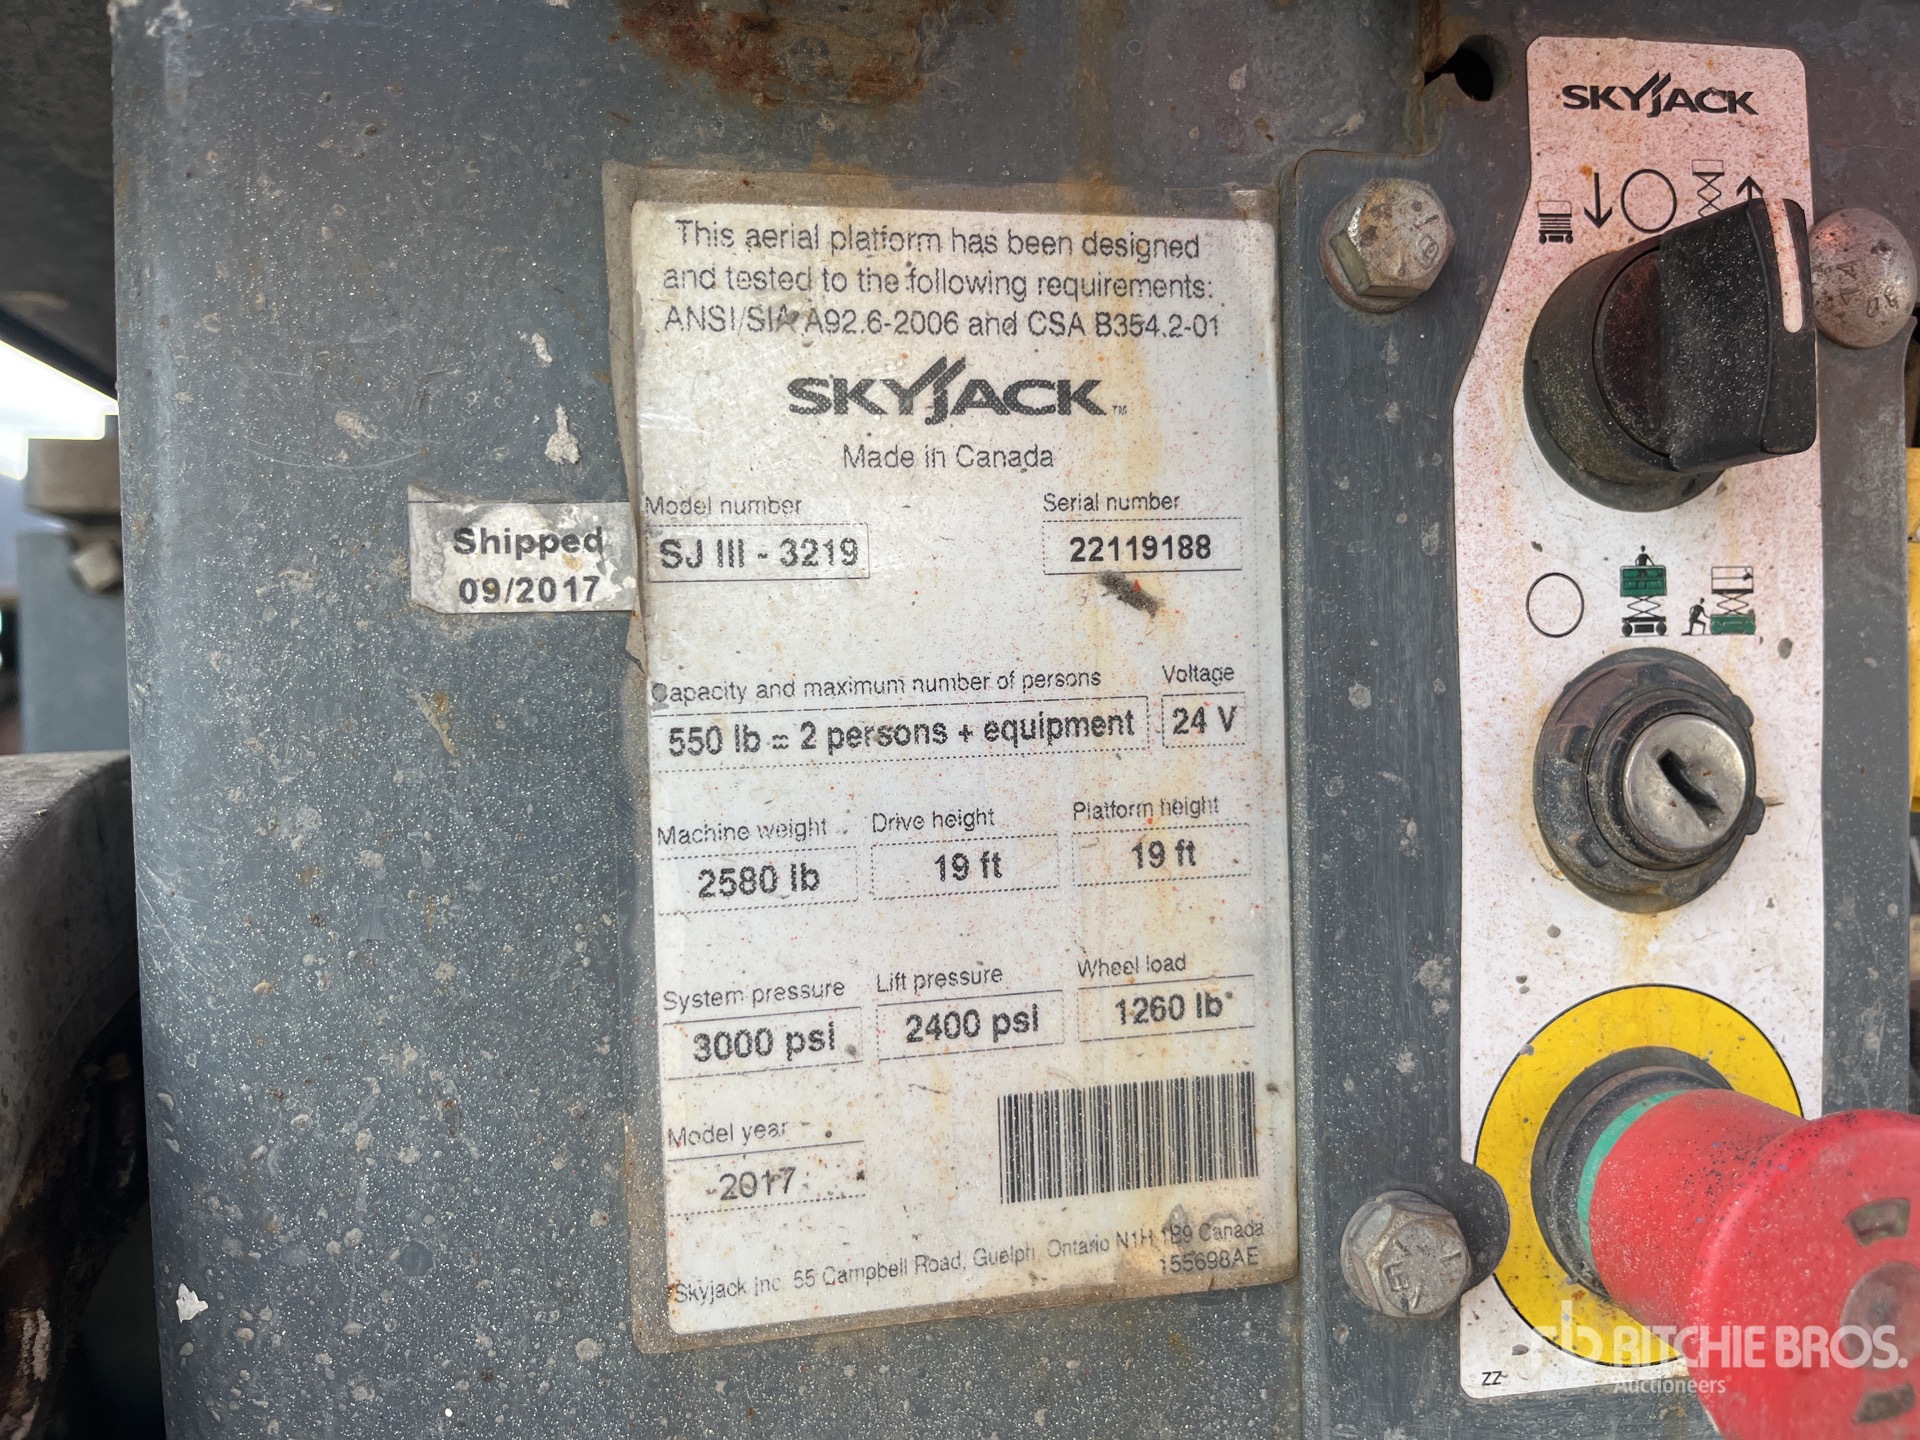 This aerial platform has been designed
and tested to the following requirements:
ANSI/SIA A92.6-2006 and CSA B354.2-01
SKYJACK™
Made in Canada
Model number
SJ III - 3219
Serial number
22119188
Shipped
09/2017
Capacity and maximum number of persons
550 lb = 2 persons + equipment
Voltage
24 V
Machine weight
2580 lb
Drive height
19 ft
Platform height
19 ft
System pressure
3000 psi
Lift pressure
2400 psi
Wheel load
1260 lb
Model year
2017
Skyjack Inc. 55 Campbell Road, Guelph, Ontario N1H 1B9 Canada
155698AE
SKYJACK
ZZ
rb RITCHIE BROS.
Auctioneers